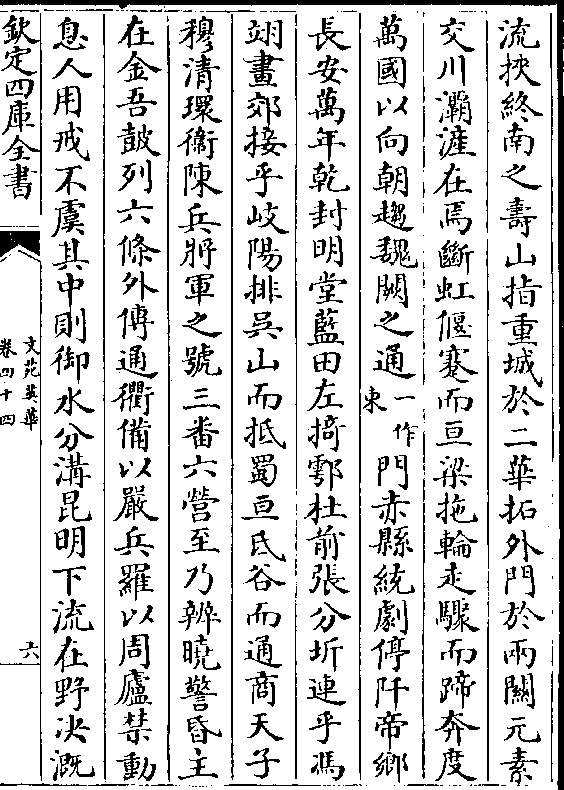 流抰終南之壽山指重城於二華拓外門於兩關元素
交川灞滻在焉斷虹偃蹇而亘梁拖輪走驟而蹄奔度
萬國以向朝趨魏闕之通一作東門赤縣統劇停阡帝鄉
長安萬年乾封明堂藍田左掎鄠杜前張分圻連乎馮
翊畫郊接乎岐陽排吳山而抵蜀亘氐谷而通商天子
穆清環衛陳兵將軍之號三番六營至乃辨曉警昏主
在金吾鼓列六條外傳通衢備以嚴兵羅以周廬禁動
息人用戒不虞其中則御水分溝昆明下流在野決溉
欽定四庫全書
文苑英華
卷四十四
六